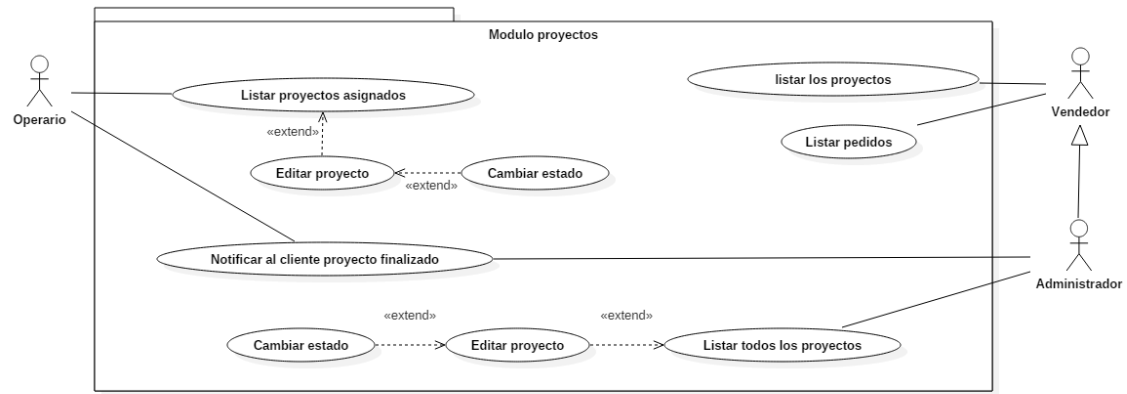 Modulo proyectos
Operario
Listar proyectos asignados
«extend»
Editar proyecto
«extend»
Cambiar estado
listar los proyectos
Listar pedidos
Vendedor
Notificar al cliente proyecto finalizado
Administrador
Cambiar estado
«extend»
Editar proyecto
«extend»
Listar todos los proyectos